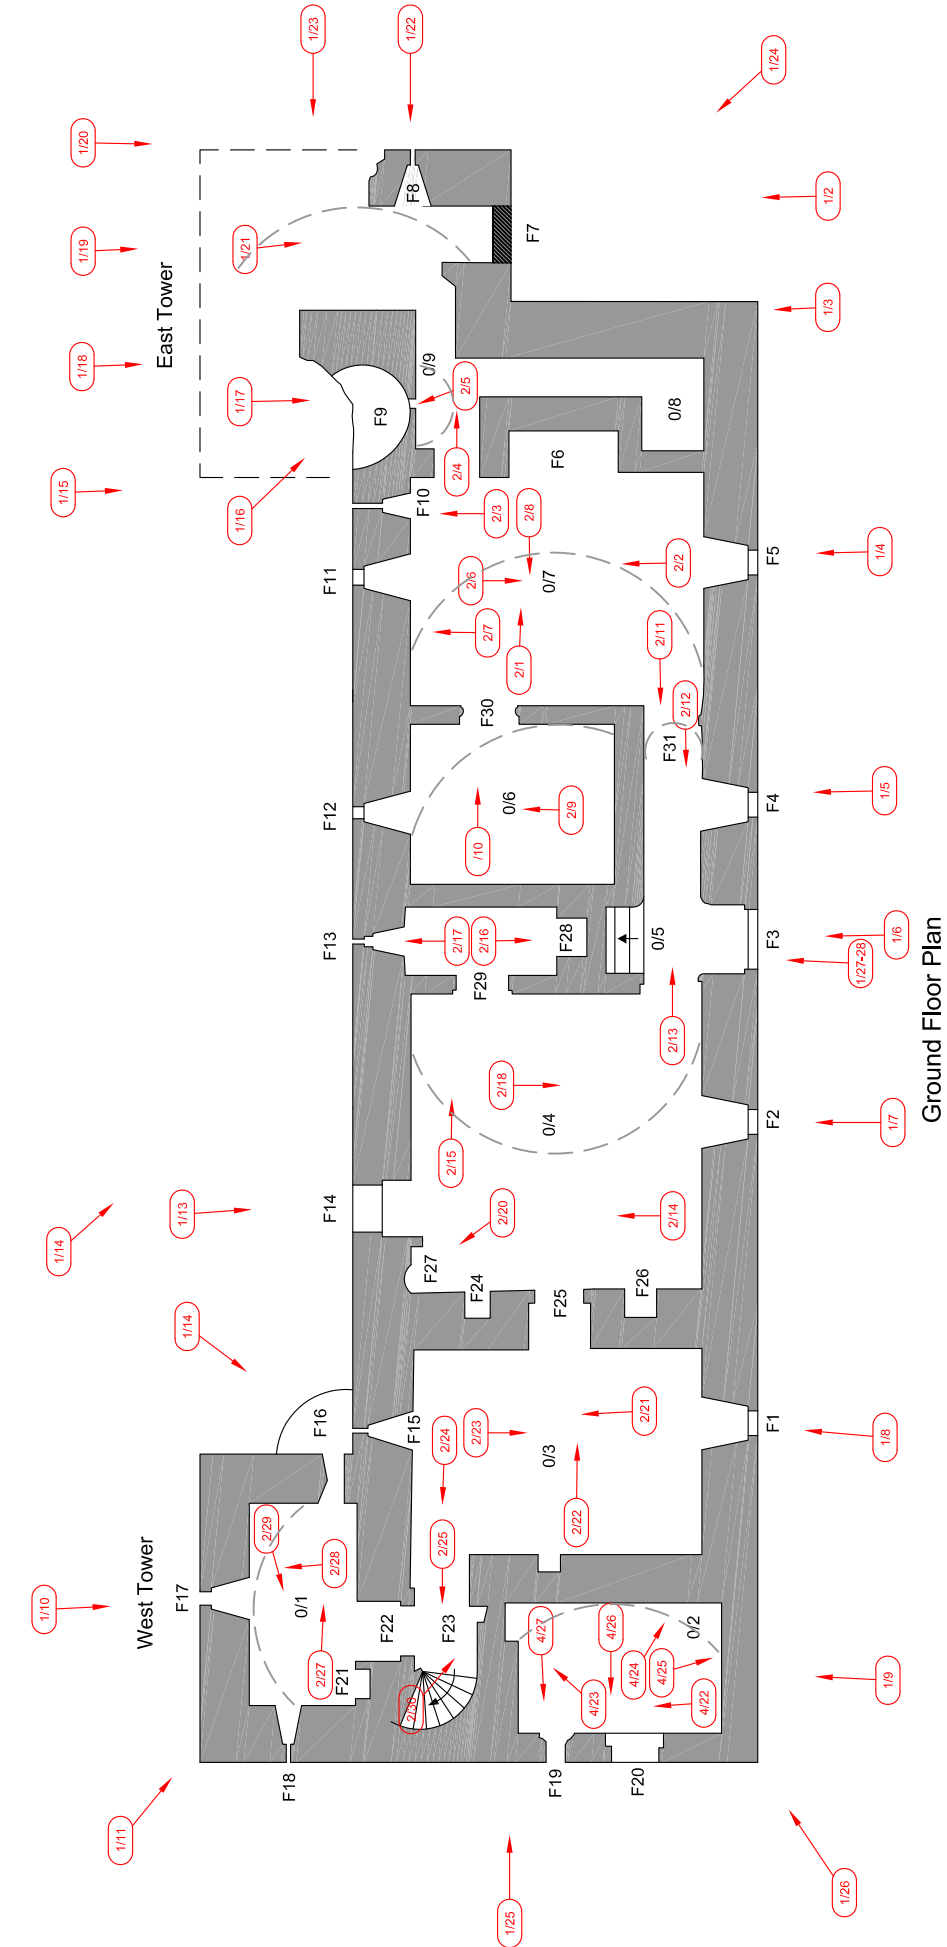 1/23
1/22
1/24
1/20
1/2
F8
1/19
1/21
F7
East Tower
1/3
1/18
1/17
0/9
2/5
F9
0/8
1/15
1/16
2/4
F6
F10
2/3
2/8
F11
2/6
0/7
2/2
F5
1/4
2/7
2/1
2/11
2/12
F30
F31
F12
/10
0/6
2/9
F4
1/5
F13
2/17
2/16
F28
0/5
F3
1/6
1/27-28
F29
2/13
2/18
0/4
F2
1/7
2/15
Ground Floor Plan
1/14
1/13
F14
2/20
2/14
F27
F24
F25
F26
1/14
F16
F15
2/24
2/23
0/3
2/21
F1
1/8
2/22
2/29
2/25
2/28
1/10
West Tower
F17
0/1
F22
F23
4/27
4/26
0/2
2/27
F21
2/30
4/23
4/24
4/25
4/22
1/9
F18
F19
F20
1/11
1/25
1/26